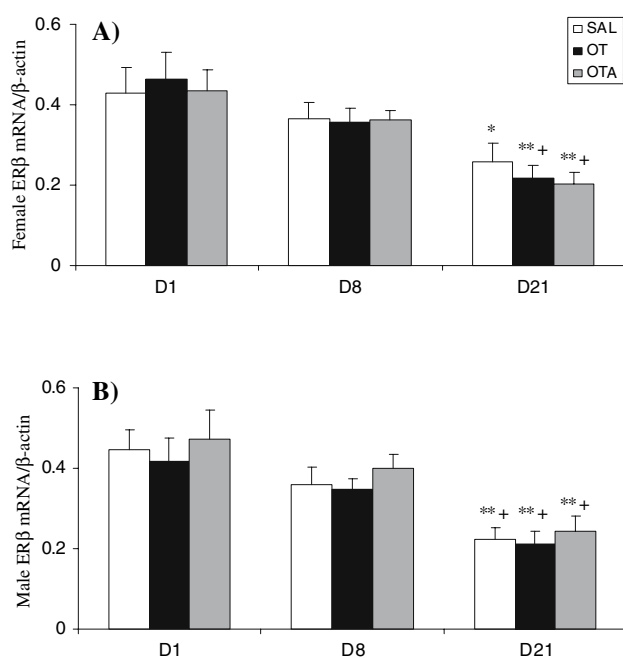 A)
SAL
OT
OTA
Female ERβ mRNA/β-actin
0.6
0.4
0.2
0
*
**+
**+
D1 D8 D21
B)
Male ERβ mRNA/β-actin
0.6
0.4
0.2
0
**+
**+
**+
D1 D8 D21